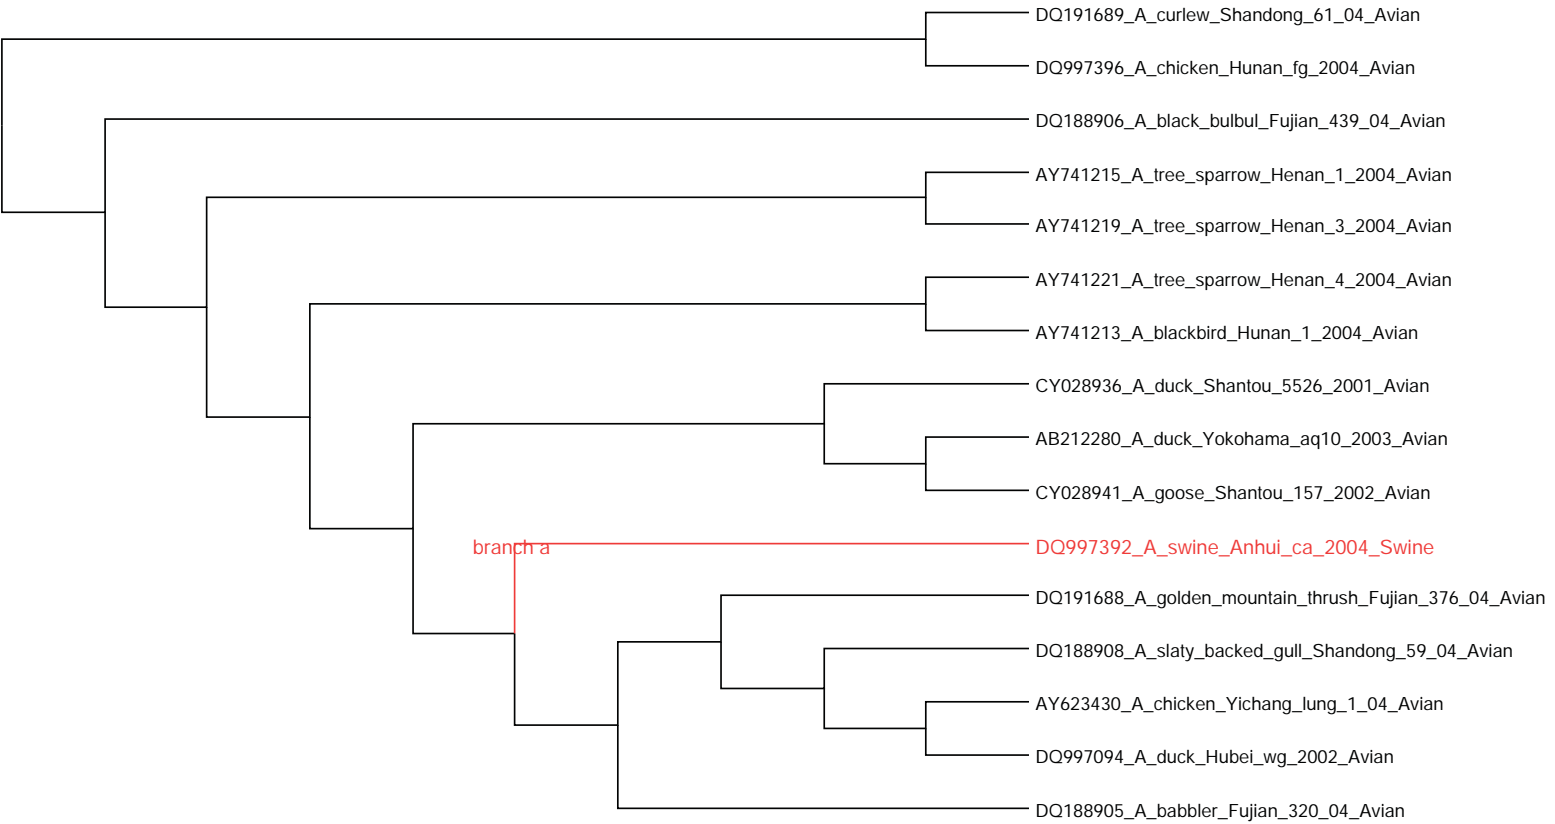 DQ191689_A_curlew_Shandong_61_04_Avian
DQ997396_A_chicken_Hunan_fg_2004_Avian
DQ188906_A_black_bulbul_Fujian_439_04_Avian
AY741215_A_tree_sparrow_Henan_1_2004_Avian
AY741219_A_tree_sparrow_Henan_3_2004_Avian
AY741221_A_tree_sparrow_Henan_4_2004_Avian
AY741213_A_blackbird_Hunan_1_2004_Avian
CY028936_A_duck_Shantou_5526_2001_Avian
AB212280_A_duck_Yokohama_aq10_2003_Avian
CY028941_A_goose_Shantou_157_2002_Avian
branch a
DQ997392_A_swine_Anhui_ca_2004_Swine
DQ191688_A_golden_mountain_thrush_Fujian_376_04_Avian
DQ188908_A_slaty_backed_gull_Shandong_59_04_Avian
AY623430_A_chicken_Yichang_lung_1_04_Avian
DQ997094_A_duck_Hubei_wg_2002_Avian
DQ188905_A_babbler_Fujian_320_04_Avian